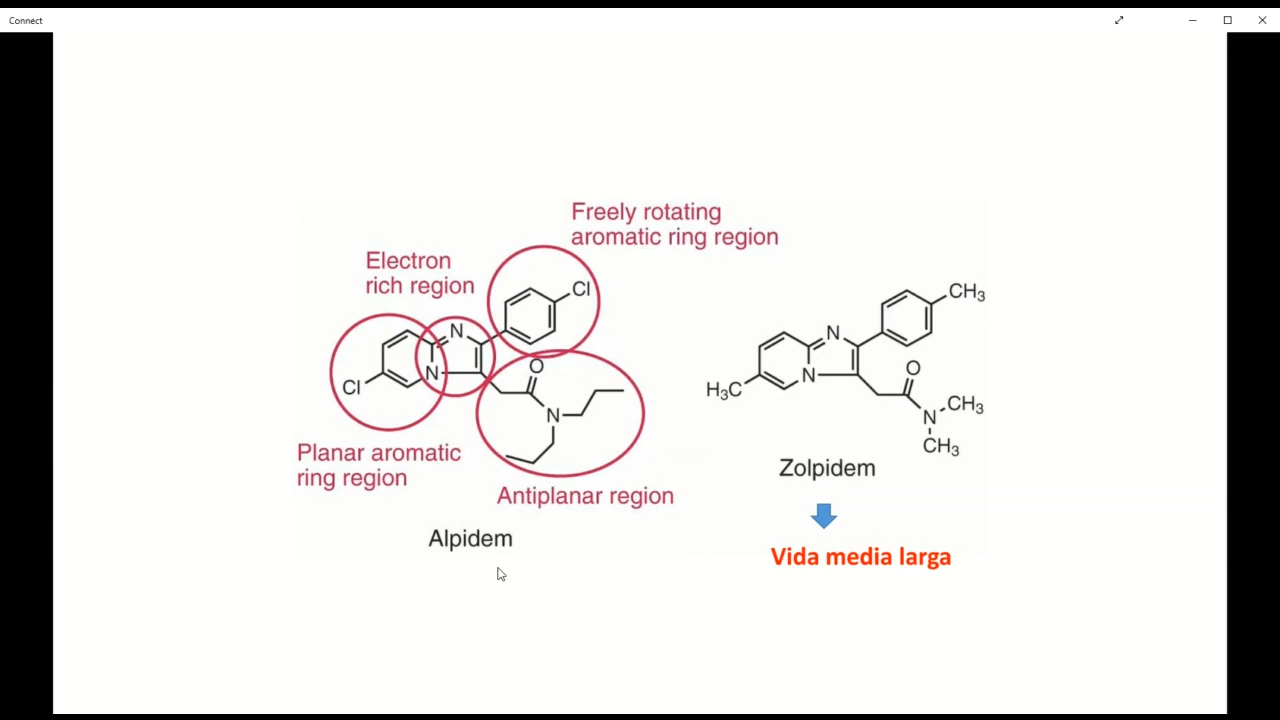 Connect
Freely rotating
aromatic ring region
Electron
rich region
Cl
N
N
Cl
O
N
Planar aromatic
ring region
Antiplanar region
Alpidem
CH3
N
N
H3C
O
N
CH3
CH3
Zolpidem
Vida media larga